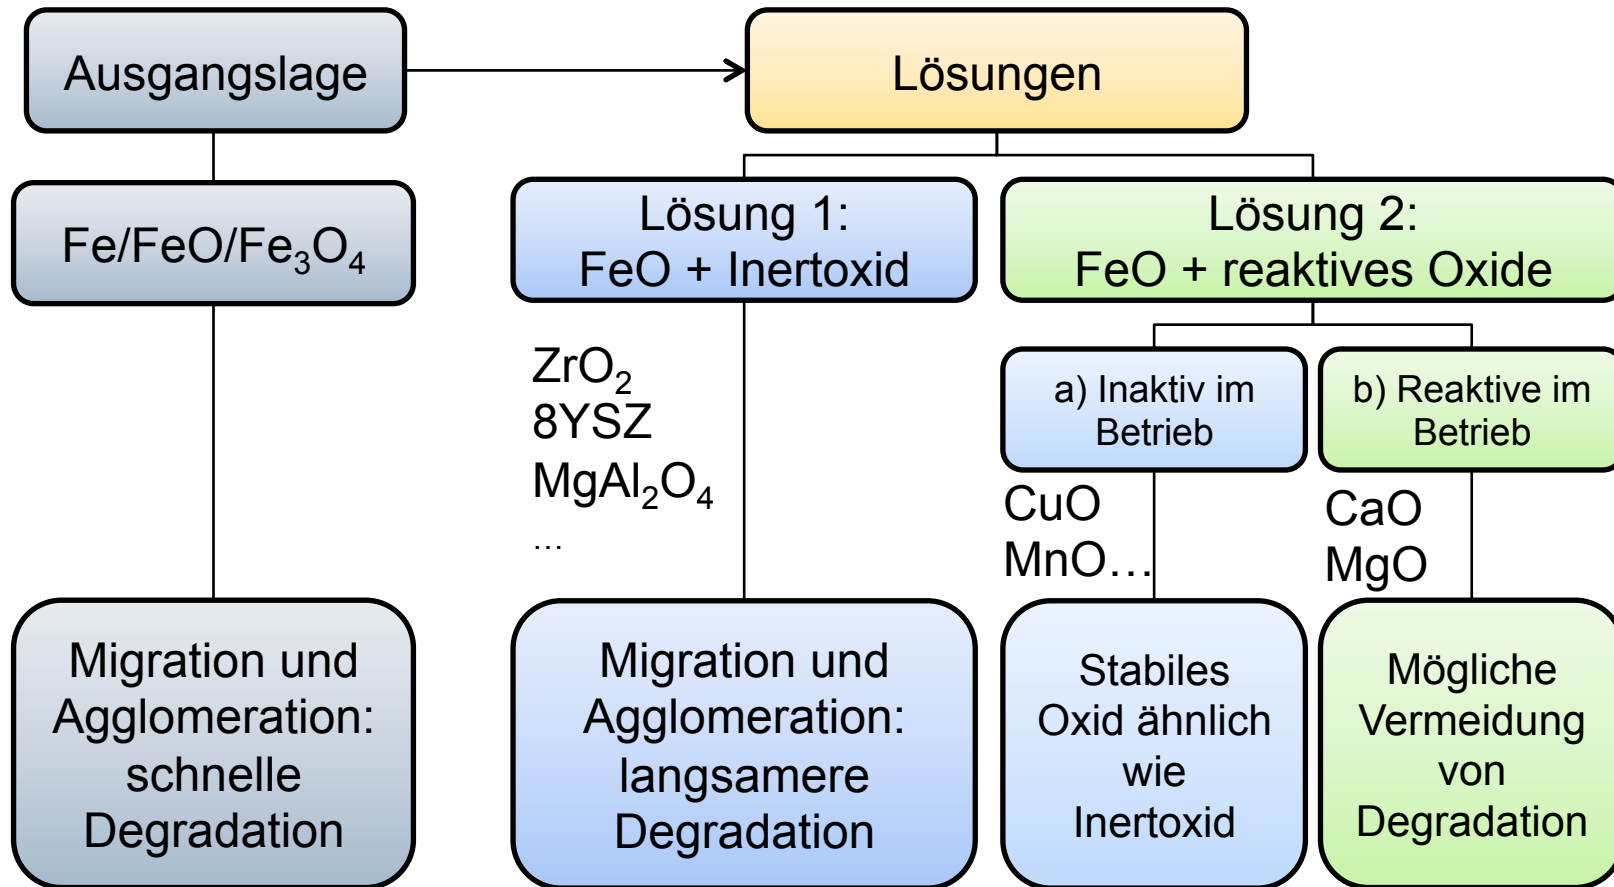 Ausgangslage
Lösungen
Fe/FeO/Fe₃O₄
Lösung 1:
FeO + Inertoxid
Lösung 2:
FeO + reaktives Oxide
ZrO₂
8YSZ
MgAl₂O₄
…
a) Inaktiv im
Betrieb
b) Reaktive im
Betrieb
CuO
MnO…
CaO
MgO
Migration und
Agglomeration:
schnelle
Degradation
Migration und
Agglomeration:
langsamere
Degradation
Stabiles
Oxid ähnlich
wie
Inertoxid
Mögliche
Vermeidung
von
Degradation